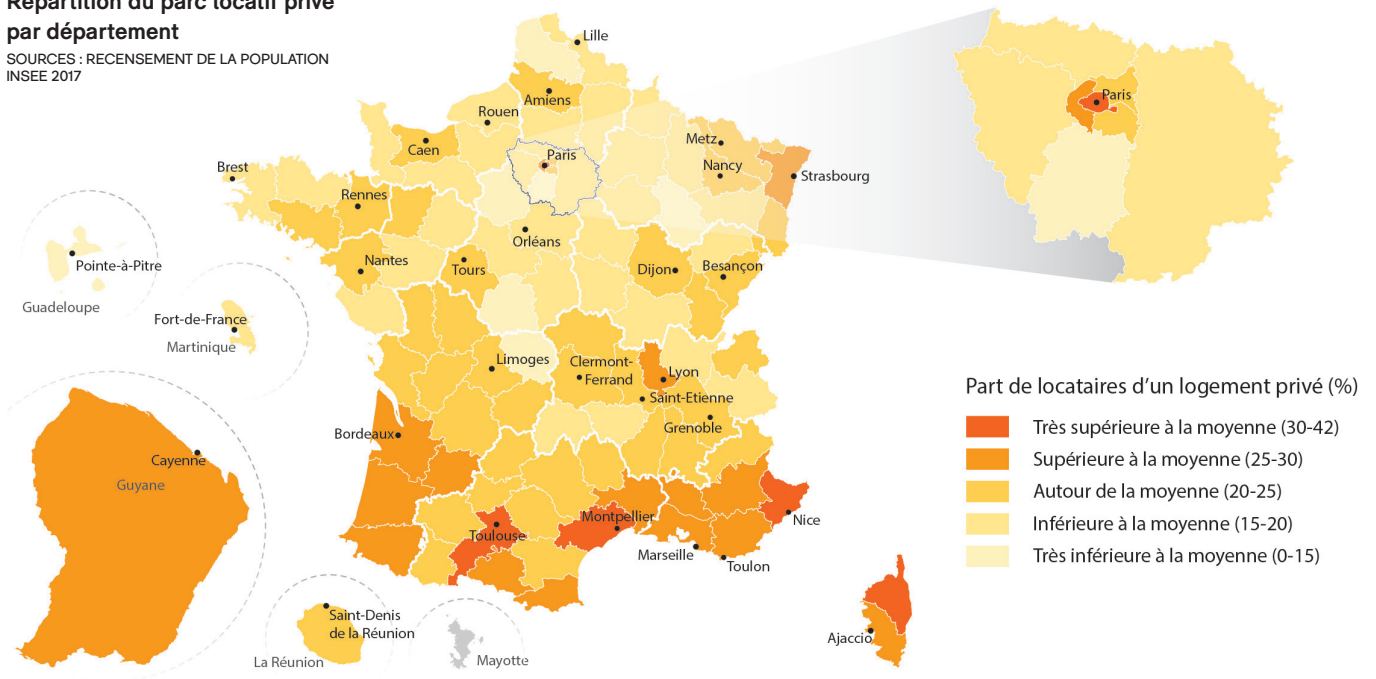 Répartition du parc locatif privé
par département
SOURCES : RECENSEMENT DE LA POPULATION
INSEE 2017
Lille
Amiens
Rouen
Caen
Paris
Metz
Nancy
Strasbourg
Brest
Rennes
Orléans
Nantes
Tours
Dijon
Besançon
Limoges
Clermont-
Ferrand
Lyon
Saint-Etienne
Grenoble
Bordeaux
Toulouse
Montpellier
Marseille
Toulon
Nice
Ajaccio
Pointe-à-Pitre
Guadeloupe
Fort-de-France
Martinique
Cayenne
Guyane
Saint-Denis
de la Réunion
La Réunion
Mayotte
Paris
Part de locataires d'un logement privé (%)
Très supérieure à la moyenne (30-42)
Supérieure à la moyenne (25-30)
Autour de la moyenne (20-25)
Inférieure à la moyenne (15-20)
Très inférieure à la moyenne (0-15)